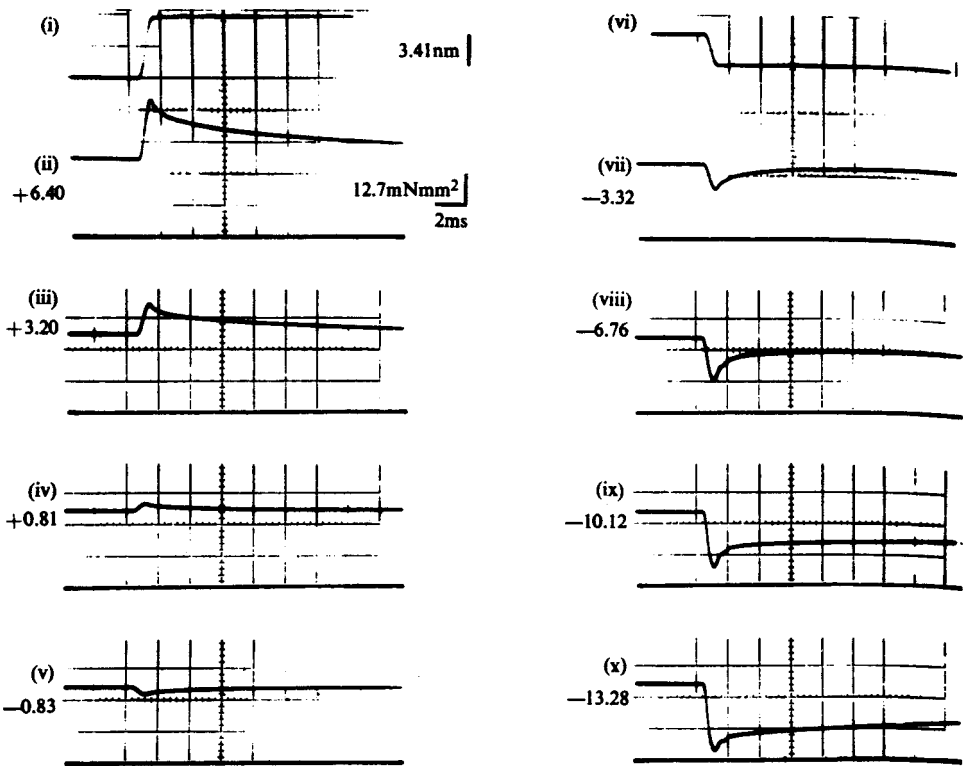 (i)
3.41nm
(ii)
+6.40
12.7mNmm²
2ms
(iii)
+3.20
(iv)
+0.81
(v)
—0.83
(vi)
(vii)
—3.32
(viii)
—6.76
(ix)
—10.12
(x)
—13.28